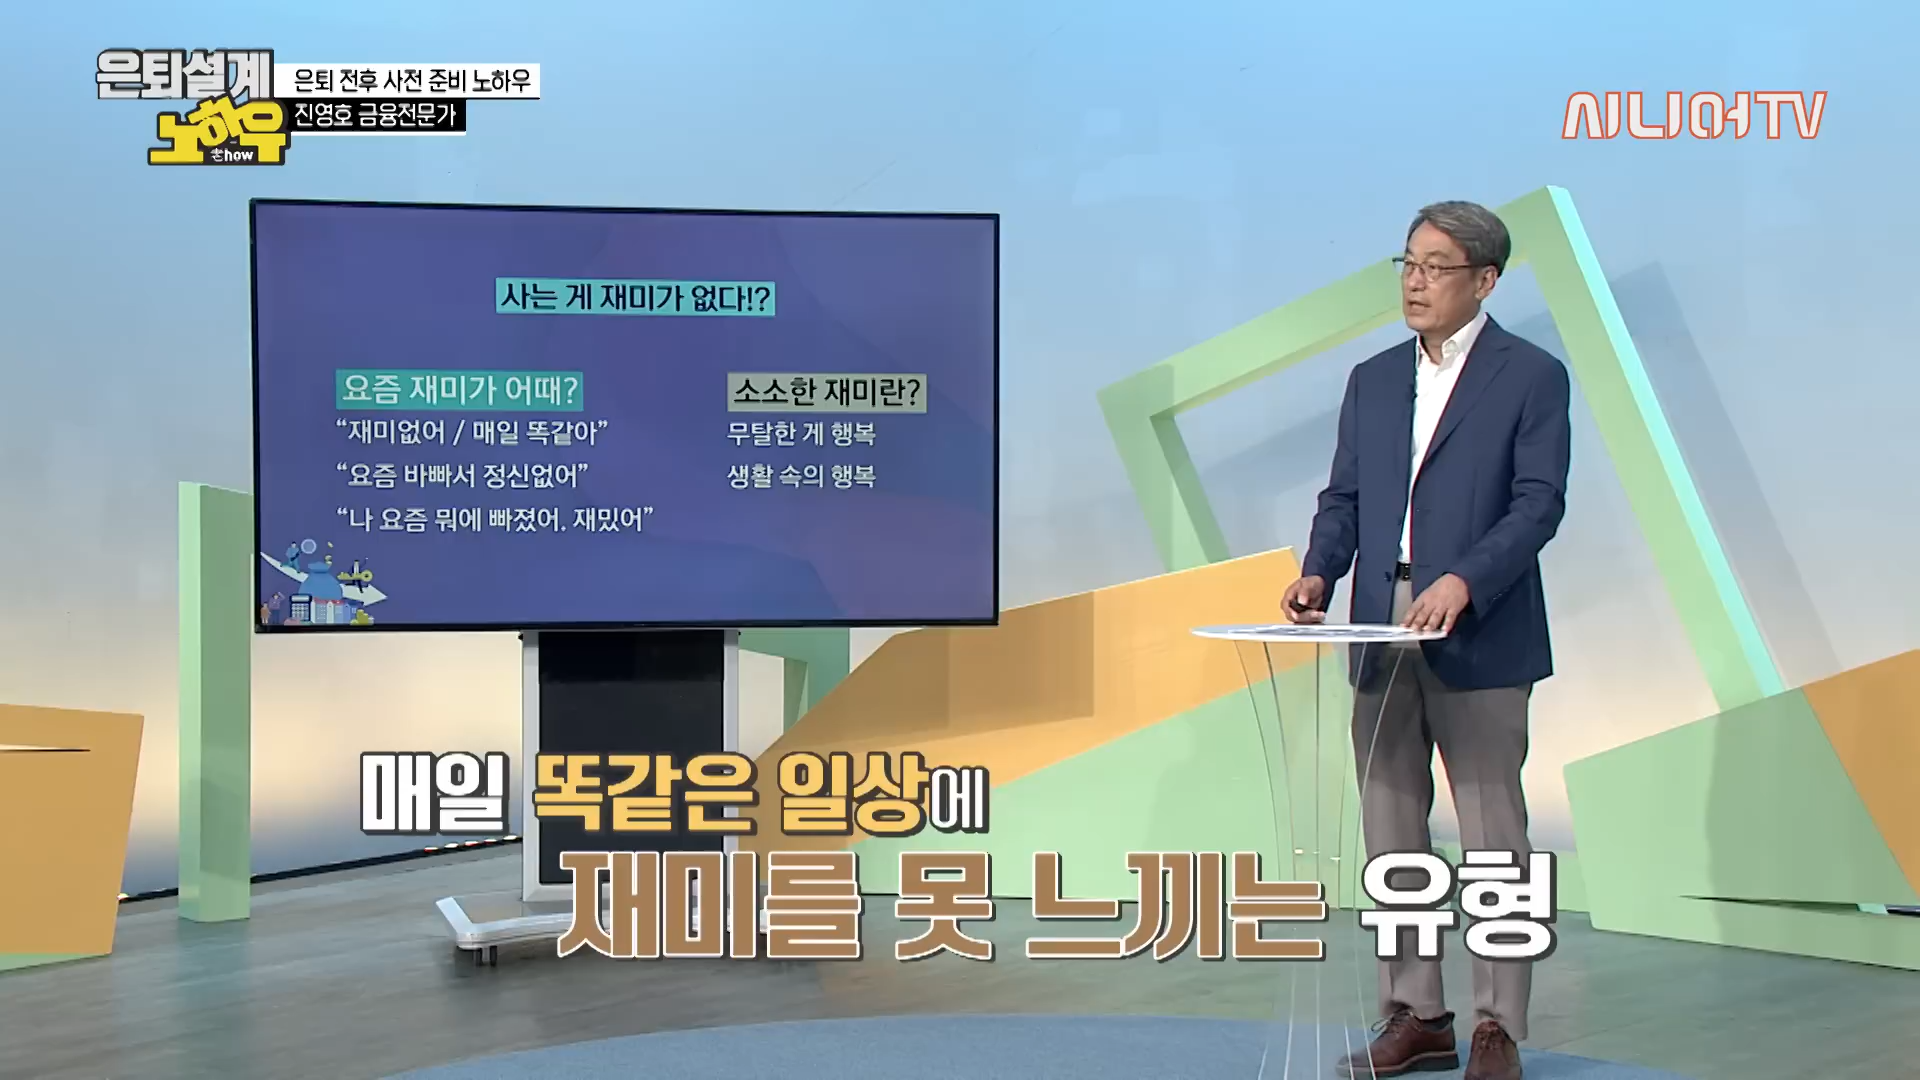 은퇴설계
노하우
老how
은퇴 전후 사전 준비 노하우
진영호 금융전문가
시니어TV
사는 게 재미가 없다!?
요즘 재미가 어때?
“재미없어 / 매일 똑같아”
“요즘 바빠서 정신없어”
“나 요즘 뭐에 빠졌어. 재밌어”
소소한 재미란?
무탈한 게 행복
생활 속의 행복
매일 똑같은 일상에
재미를 못 느끼는 유형